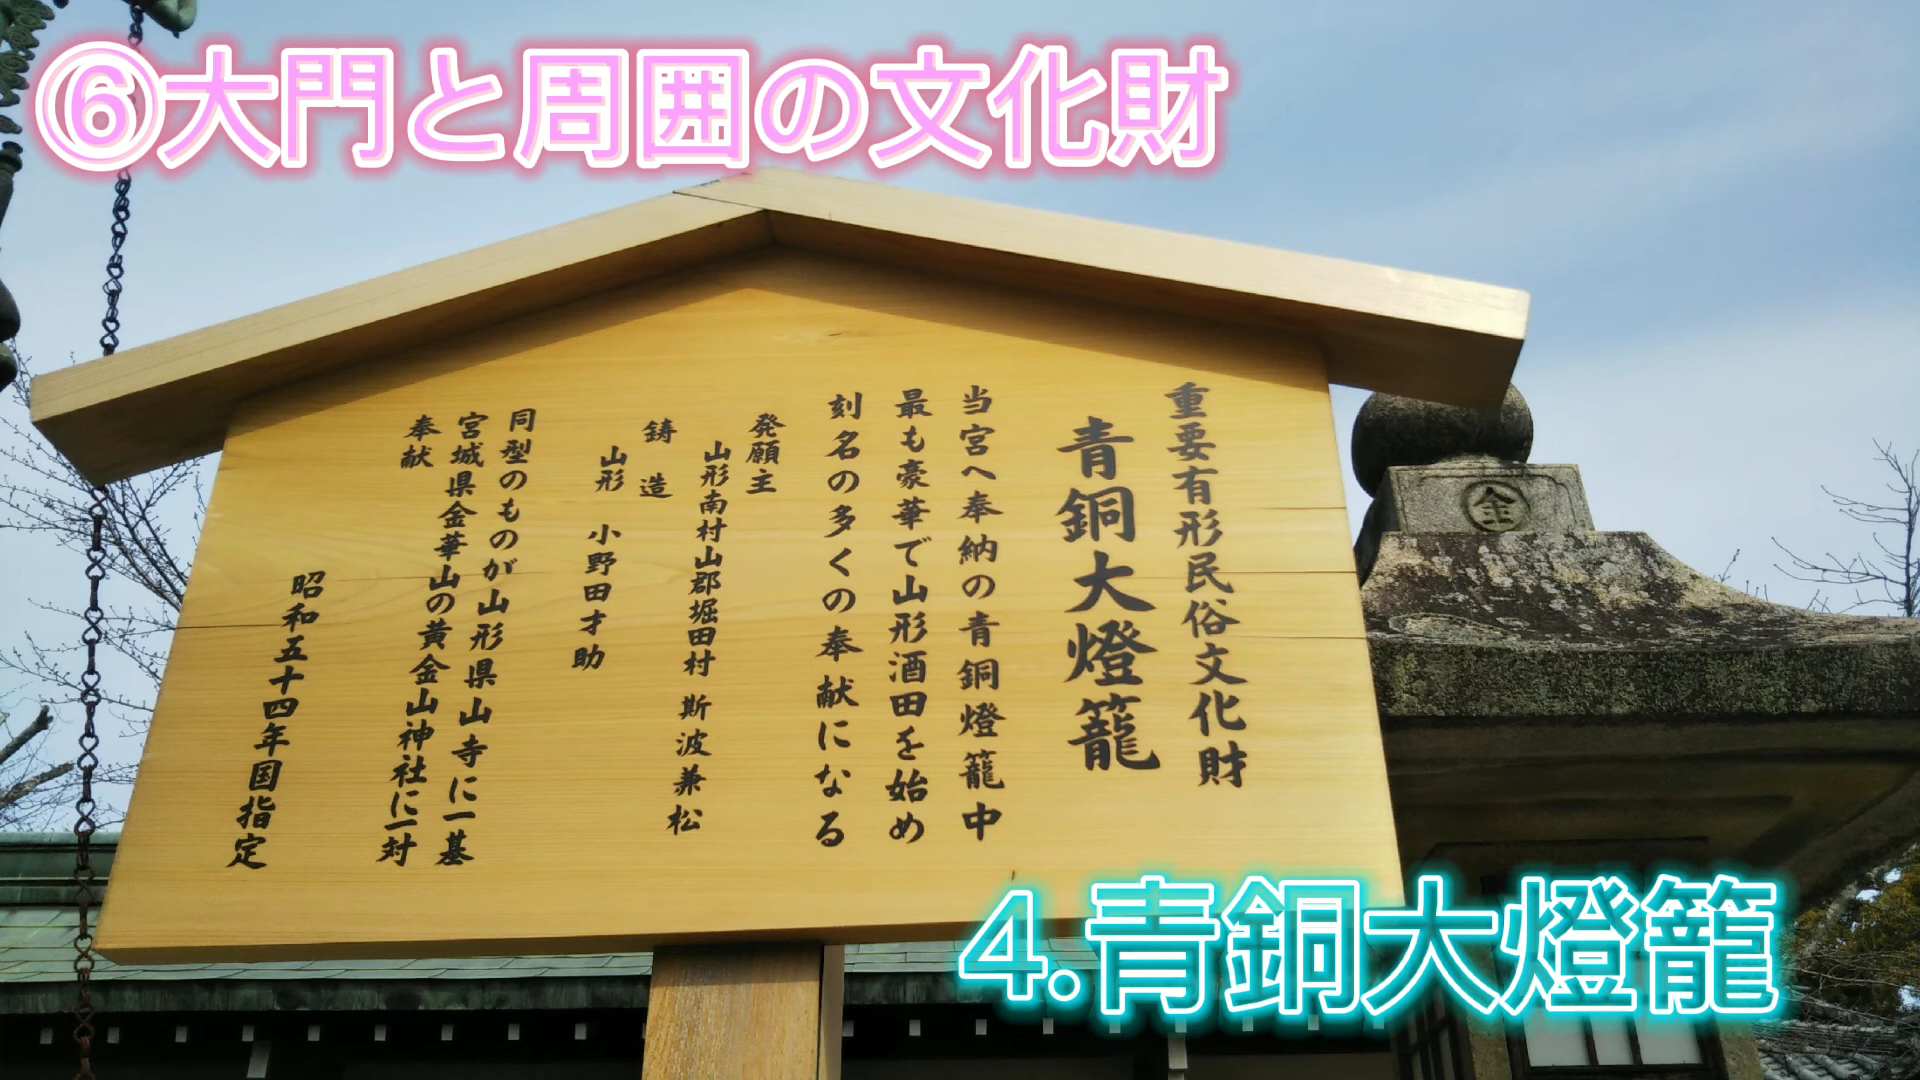 ⑥大門と周囲の文化財
重要有形民俗文化財
青銅大燈籠
当宮へ奉納の青銅燈籠中
最も豪華で山形酒田を始め
刻名の多くの奉献になる
発願主
山形南村山郡堀田村 斯波兼松
鋳造
山形 小野田才助
同型のものが山形県山寺に一基
宮城県金華山の黄金山神社に一対
奉献
昭和五十四年国指定
金
4.青銅大燈籠